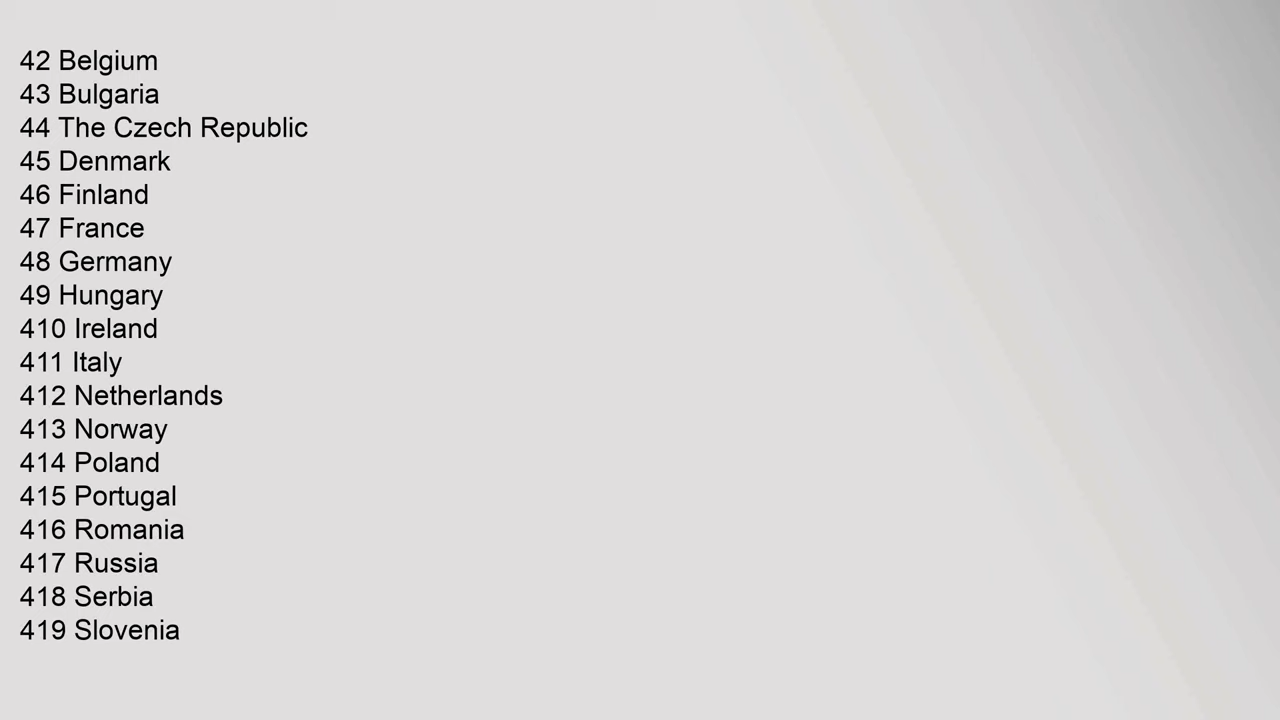 42 Belgium
43 Bulgaria
44 The Czech Republic
45 Denmark
46 Finland
47 France
48 Germany
49 Hungary
410 Ireland
411 Italy
412 Netherlands
413 Norway
414 Poland
415 Portugal
416 Romania
417 Russia
418 Serbia
419 Slovenia